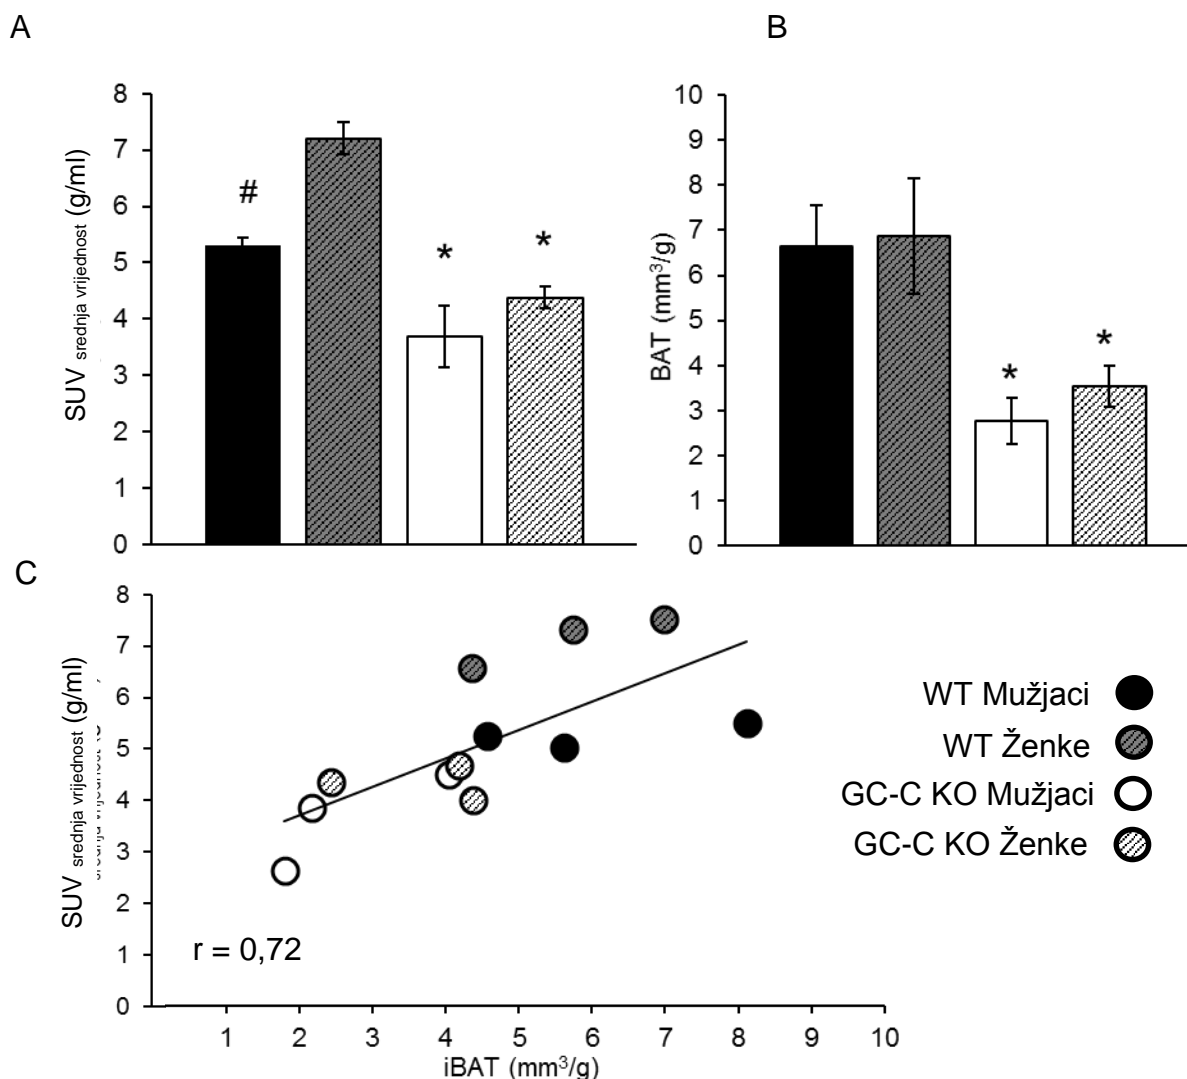 A
B
SUV srednja vrijednost (g/ml)
8
7
6
5
4
3
2
1
0
#
*
*
BAT (mm³/g)
10
9
8
7
6
5
4
3
2
1
0
*
*
C
SUV srednja vrijednost (g/ml)
8
7
6
5
4
3
2
1
0
r = 0,72
1 2 3 4 5 6 7 8 9 10
iBAT (mm³/g)
WT Mužjaci
WT Ženke
GC-C KO Mužjaci
GC-C KO Ženke